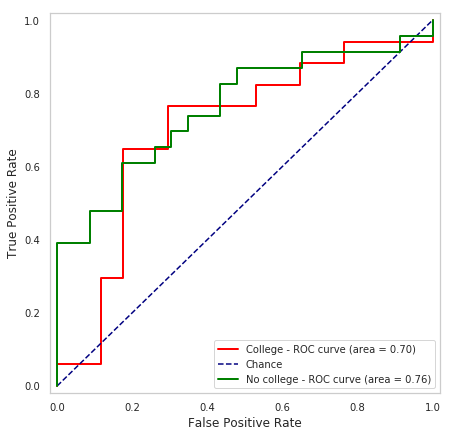 1.0
0.8
0.6
0.4
0.2
0.0
True Positive Rate
College - ROC curve (area = 0.70)
Chance
No college - ROC curve (area = 0.76)
0.0 0.2 0.4 0.6 0.8 1.0
False Positive Rate